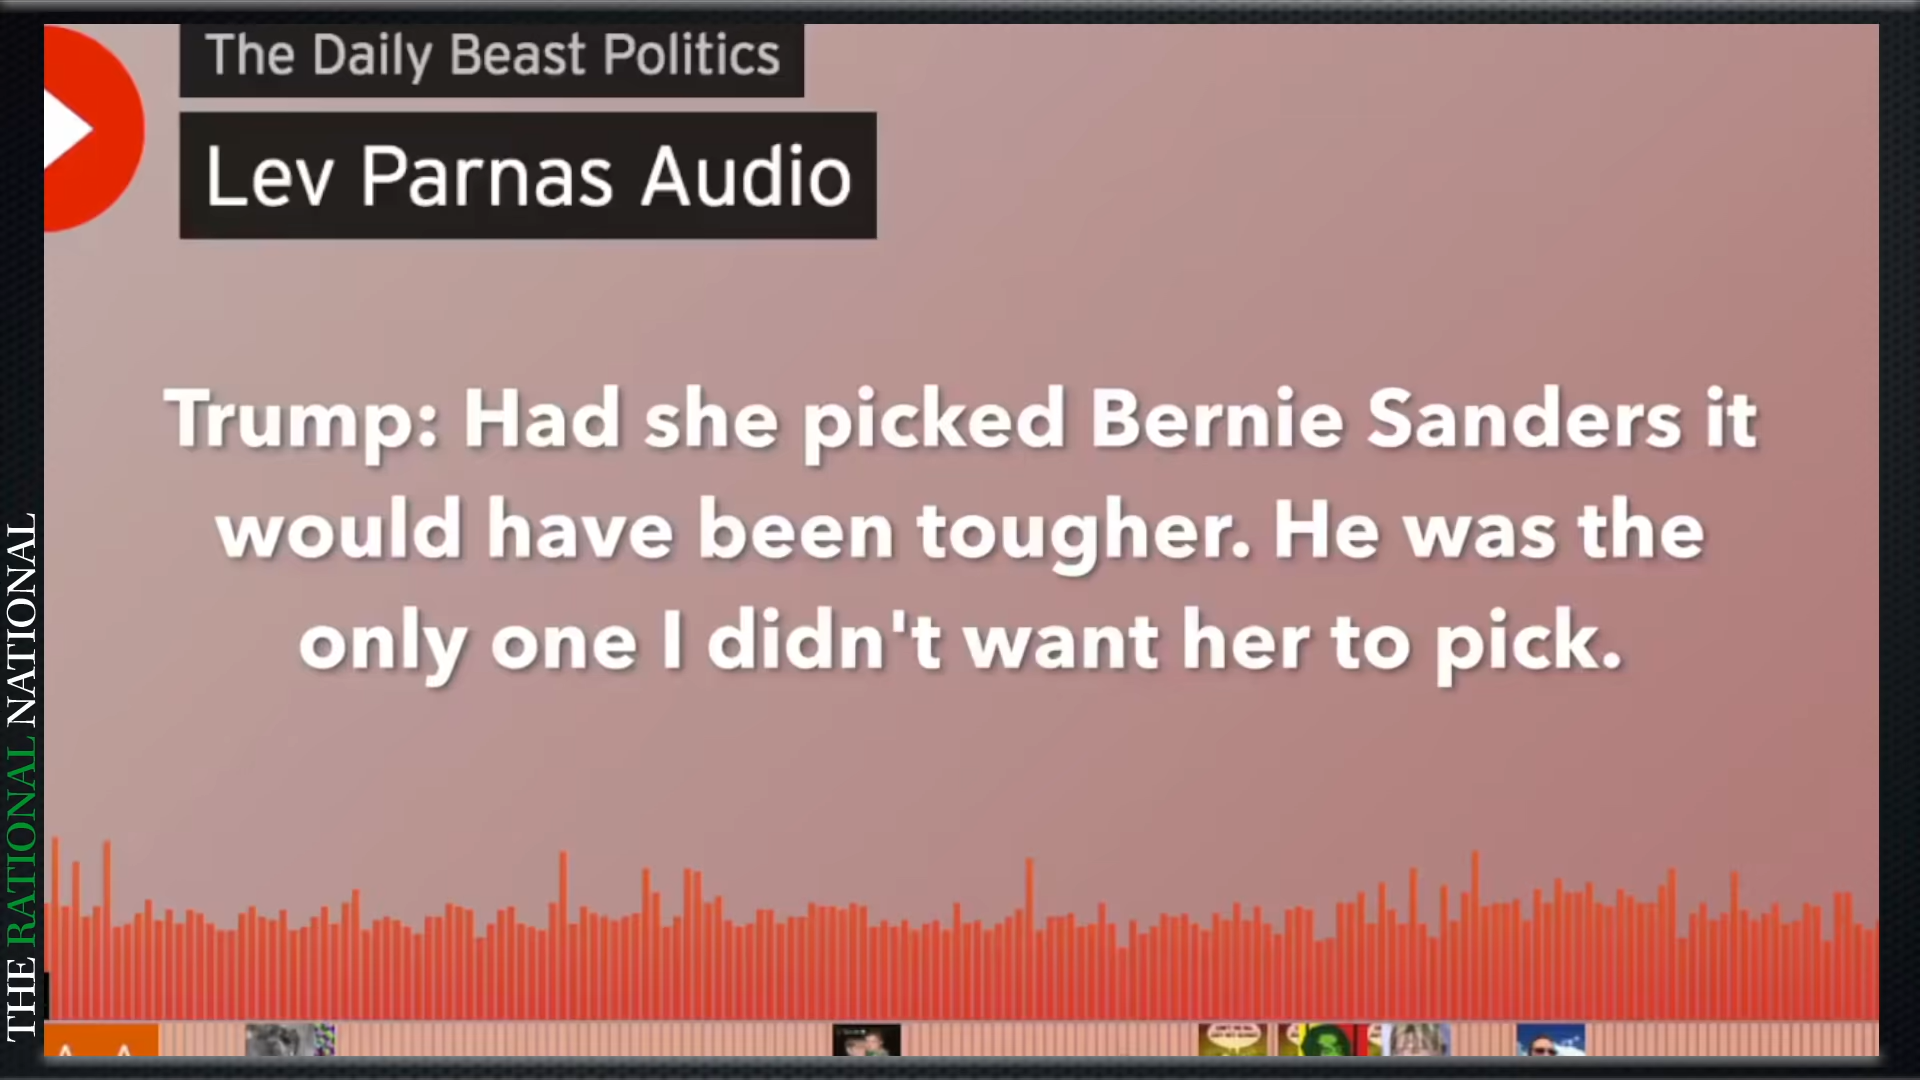 The Daily Beast Politics
Lev Parnas Audio
Trump: Had she picked Bernie Sanders it
would have been tougher. He was the
only one I didn't want her to pick.
THE RATIONAL NATIONAL